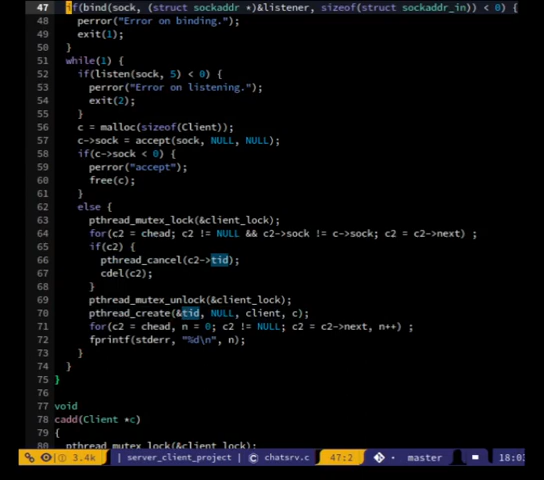 47 if(bind(sock, (struct sockaddr *)&listener, sizeof(struct sockaddr_in)) < 0) {
48 perror("Error on binding.");
49 exit(1);
50 }
51 while(1) {
52 if(listen(sock, 5) < 0) {
53 perror("Error on listening.");
54 exit(2);
55 }
56 c = malloc(sizeof(Client));
57 c->sock = accept(sock, NULL, NULL);
58 if(c->sock < 0) {
59 perror("accept");
60 free(c);
61 }
62 else {
63 pthread_mutex_lock(&client_lock);
64 for(c2 = chead; c2 != NULL && c2->sock != c->sock; c2 = c2->next) ;
65 if(c2) {
66 pthread_cancel(c2->tid);
67 cdel(c2);
68 }
69 pthread_mutex_unlock(&client_lock);
70 pthread_create(&tid, NULL, client, c);
71 for(c2 = chead, n = 0; c2 != NULL; c2 = c2->next, n++) ;
72 fprintf(stderr, "%d\n", n);
73 }
74 }
75 }
76
77 void
78 cadd(Client *c)
79 {
80 pthread_mutex_lock(&client_lock);
3.4k | server_client_project | chatsrv.c 47:2 master 18:03